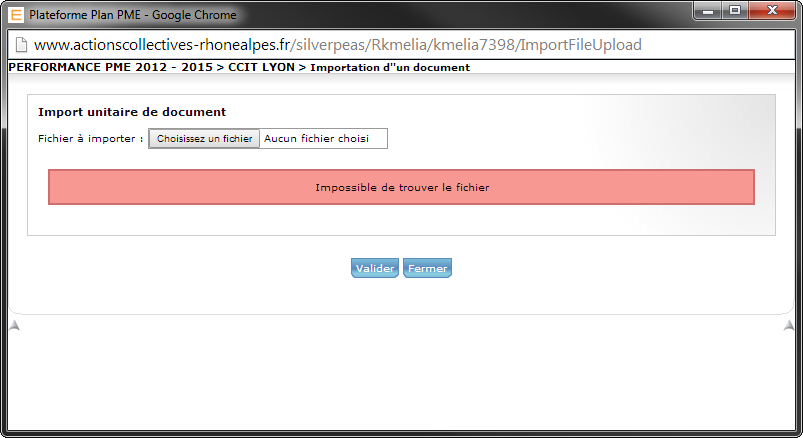 Plateforme Plan PME - Google Chrome
www.actionscollectives-rhonealpes.fr/silverpeas/Rkmelia/kmelia7398/ImportFileUpload
PERFORMANCE PME 2012 - 2015 > CCIT LYON > Importation d''un document
Import unitaire de document
Fichier à importer : Choisissez un fichier Aucun fichier choisi
Impossible de trouver le fichier
Valider Fermer